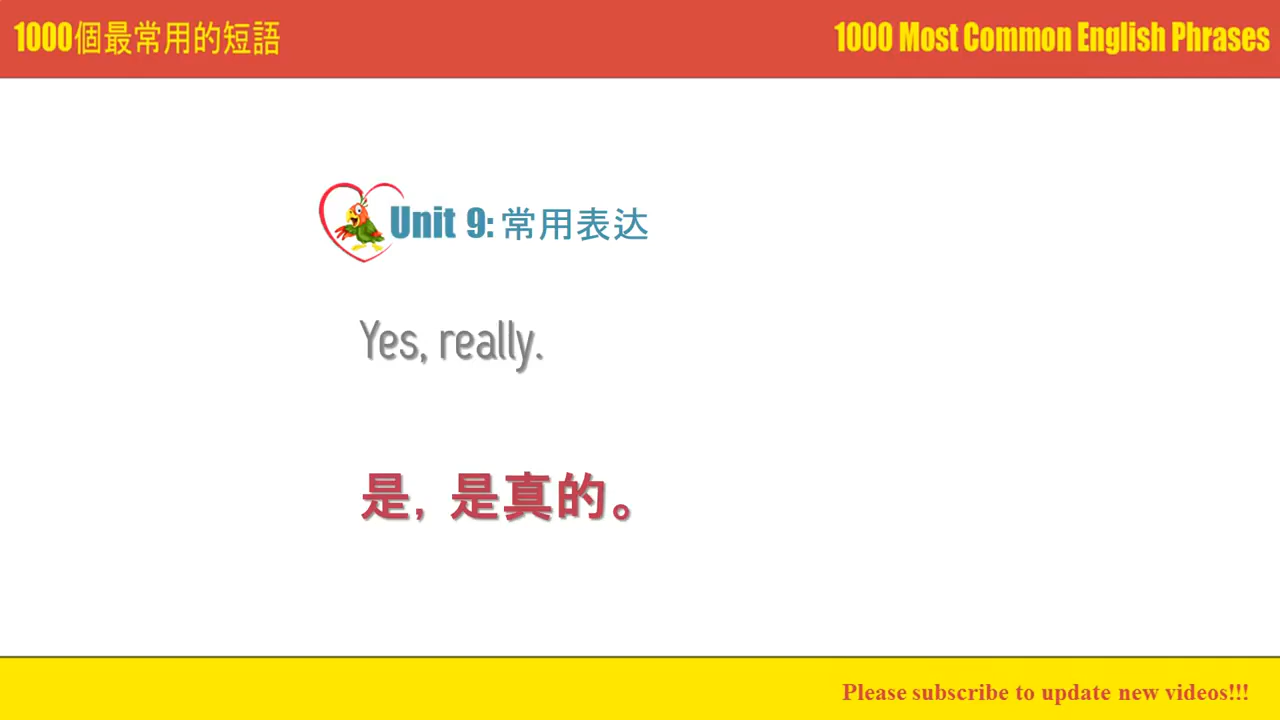 1000個最常用的短語
1000 Most Common English Phrases
Unit 9: 常用表达
Yes, really.
是, 是真的。
Please subscribe to update new videos!!!